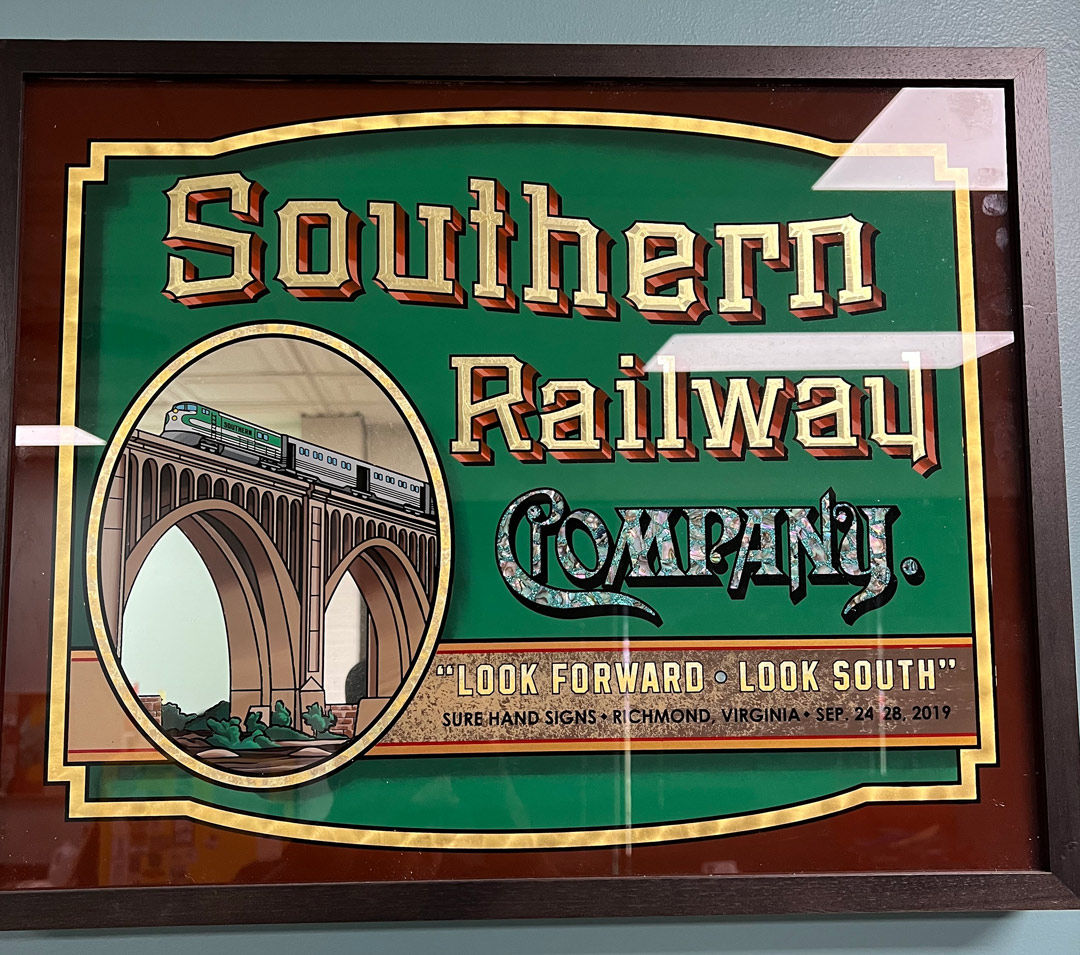 Southern
Railway
COMPANY.
SOUTHERN
"LOOK FORWARD • LOOK SOUTH"
SURE HAND SIGNS • RICHMOND, VIRGINIA • SEP. 24-28, 2019